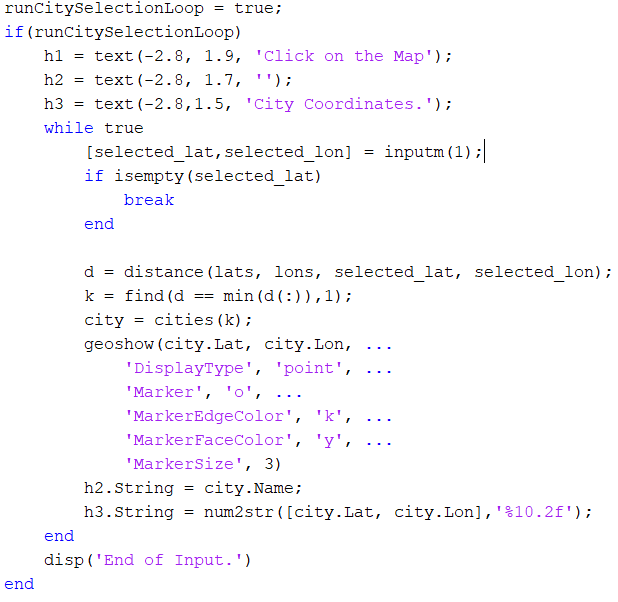 runCitySelectionLoop = true;
if(runCitySelectionLoop)
    h1 = text(-2.8, 1.9, 'Click on the Map');
    h2 = text(-2.8, 1.7, '');
    h3 = text(-2.8,1.5, 'City Coordinates.');
    while true
        [selected_lat,selected_lon] = inputm(1);
        if isempty(selected_lat)
            break
        end
        d = distance(lats, lons, selected_lat, selected_lon);
        k = find(d == min(d(:)),1);
        city = cities(k);
        geoshow(city.Lat, city.Lon, ...
            'DisplayType', 'point', ...
            'Marker', 'o', ...
            'MarkerEdgeColor', 'k', ...
            'MarkerFaceColor', 'y', ...
            'MarkerSize', 3)
        h2.String = city.Name;
        h3.String = num2str([city.Lat, city.Lon],'%10.2f');
    end
    disp('End of Input.')
end